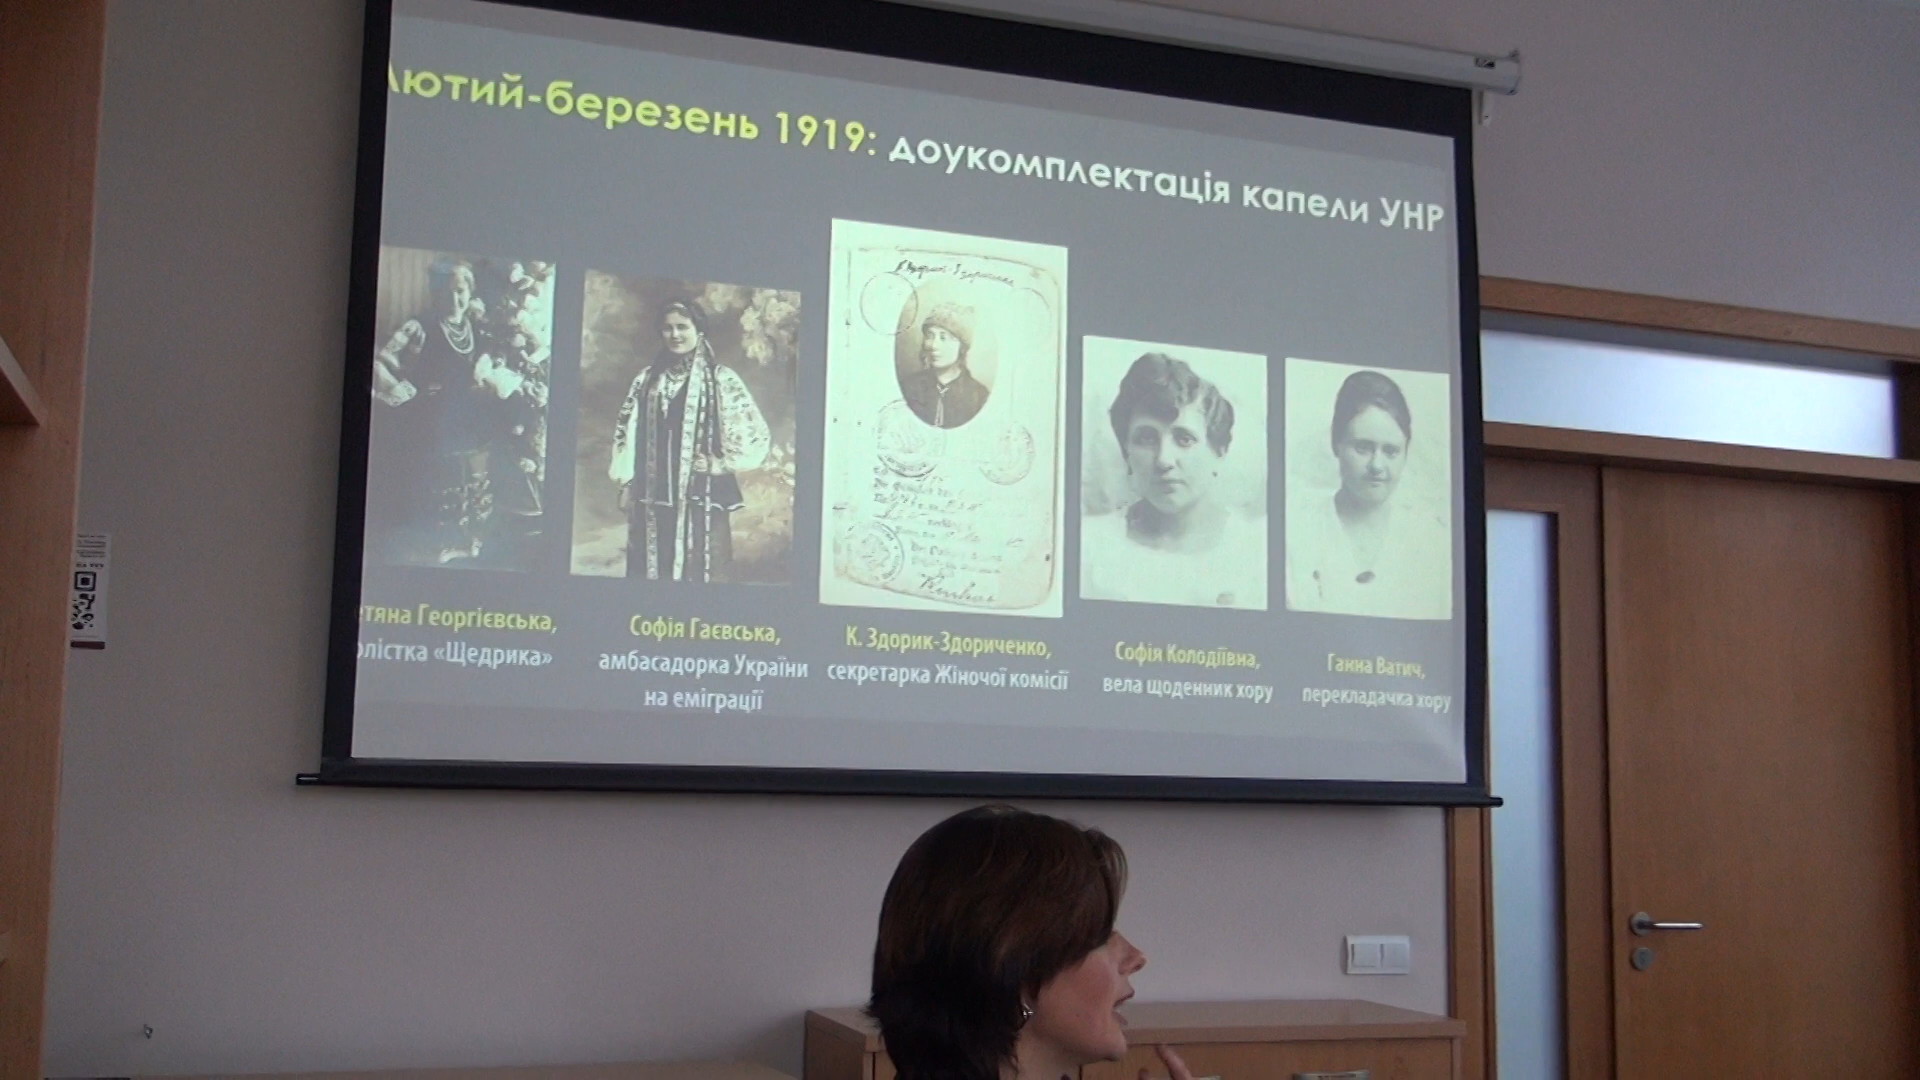 Лютий-березень 1919: доукомплектація капели УНР
тяна Георгієвська,
лістка «Щедрика»
Софія Гаєвська,
амбасадорка України
на еміграції
К. Здорик-Здориченко,
секретарка Жіночої комісії
Софія Колодіївна,
вела щоденник хору
Ганна Ватич,
перекладачка хору